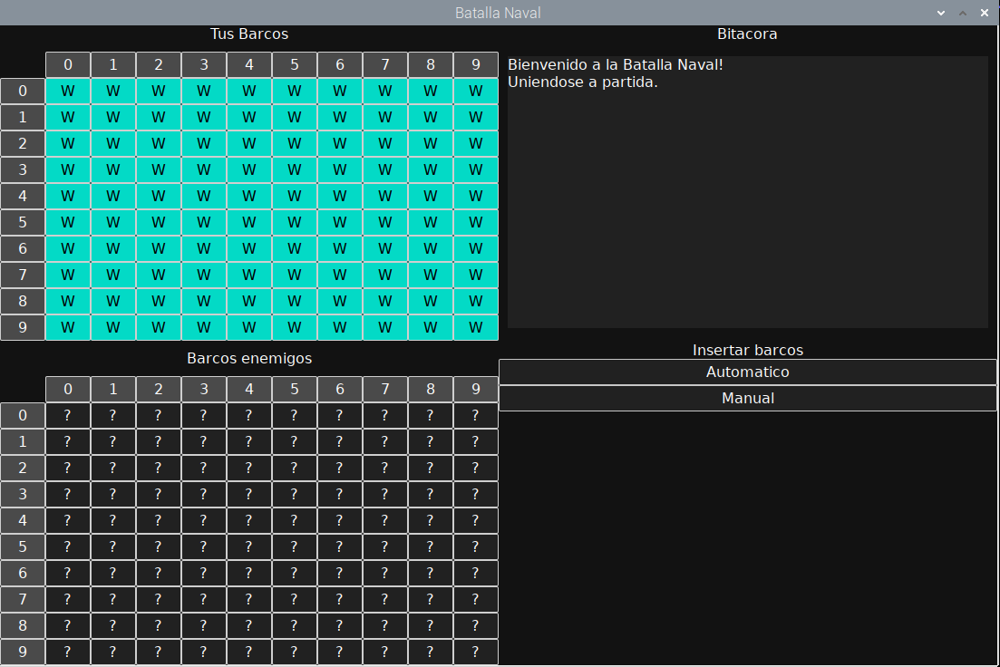 Batalla Naval
Tus Barcos
0 1 2 3 4 5 6 7 8 9
0 W W W W W W W W W W
1 W W W W W W W W W W
2 W W W W W W W W W W
3 W W W W W W W W W W
4 W W W W W W W W W W
5 W W W W W W W W W W
6 W W W W W W W W W W
7 W W W W W W W W W W
8 W W W W W W W W W W
9 W W W W W W W W W W
Barcos enemigos
0 1 2 3 4 5 6 7 8 9
0 ? ? ? ? ? ? ? ? ? ?
1 ? ? ? ? ? ? ? ? ? ?
2 ? ? ? ? ? ? ? ? ? ?
3 ? ? ? ? ? ? ? ? ? ?
4 ? ? ? ? ? ? ? ? ? ?
5 ? ? ? ? ? ? ? ? ? ?
6 ? ? ? ? ? ? ? ? ? ?
7 ? ? ? ? ? ? ? ? ? ?
8 ? ? ? ? ? ? ? ? ? ?
9 ? ? ? ? ? ? ? ? ? ?
Bitacora
Bienvenido a la Batalla Naval!
Uniendose a partida.
Insertar barcos
Automatico
Manual